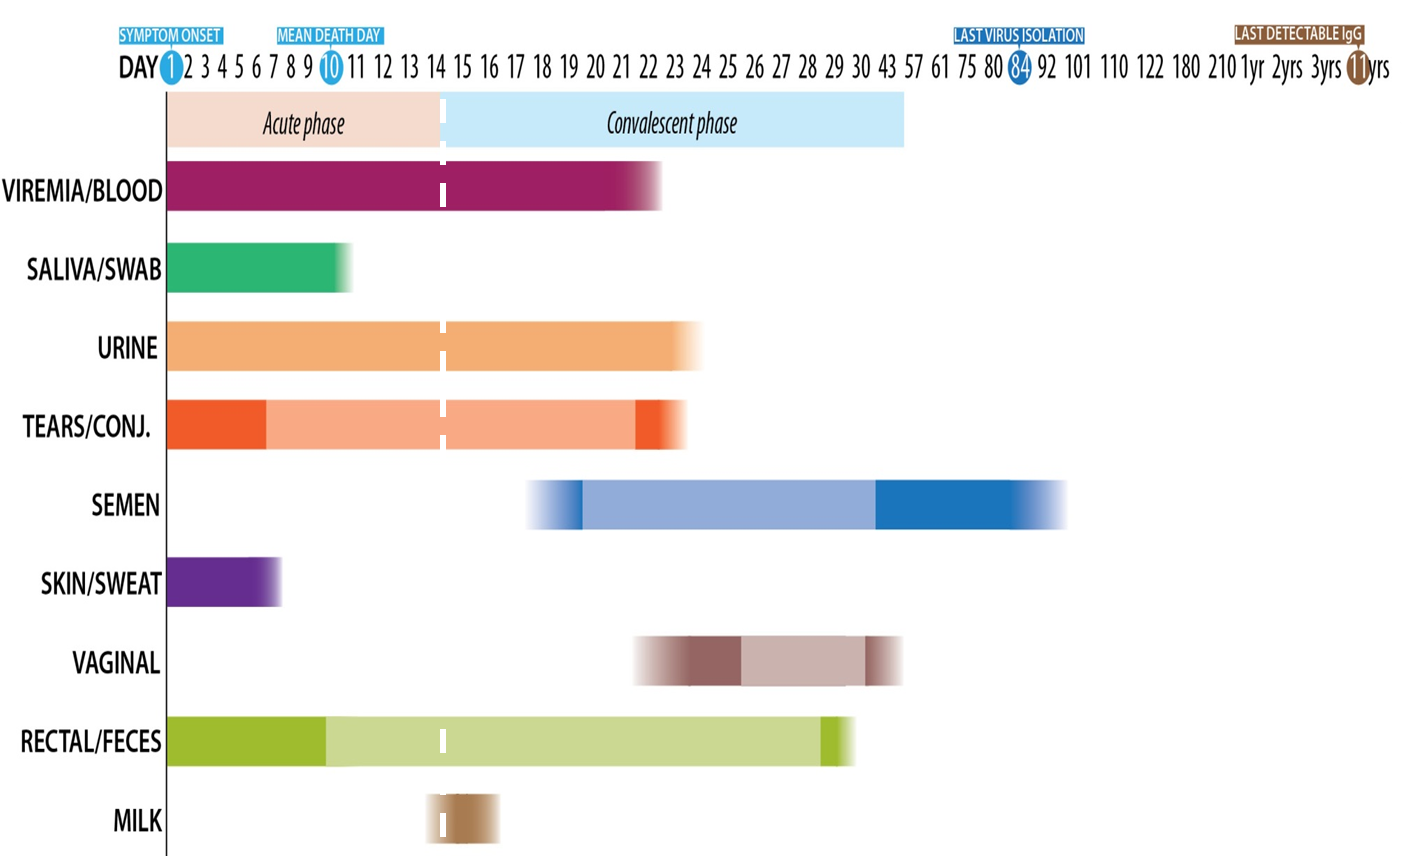 SYMPTOM ONSET MEAN DEATH DAY LAST VIRUS ISOLATION LAST DETECTABLE IgG
DAY 1 2 3 4 5 6 7 8 9 10 11 12 13 14 15 16 17 18 19 20 21 22 23 24 25 26 27 28 29 30 43 57 61 75 80 84 92 101 110 122 180 210 1yr 2yrs 3yrs 11yrs
Acute phase Convalescent phase
VIREMIA/BLOOD
SALIVA/SWAB
URINE
TEARS/CONJ.
SEMEN
SKIN/SWEAT
VAGINAL
RECTAL/FECES
MILK